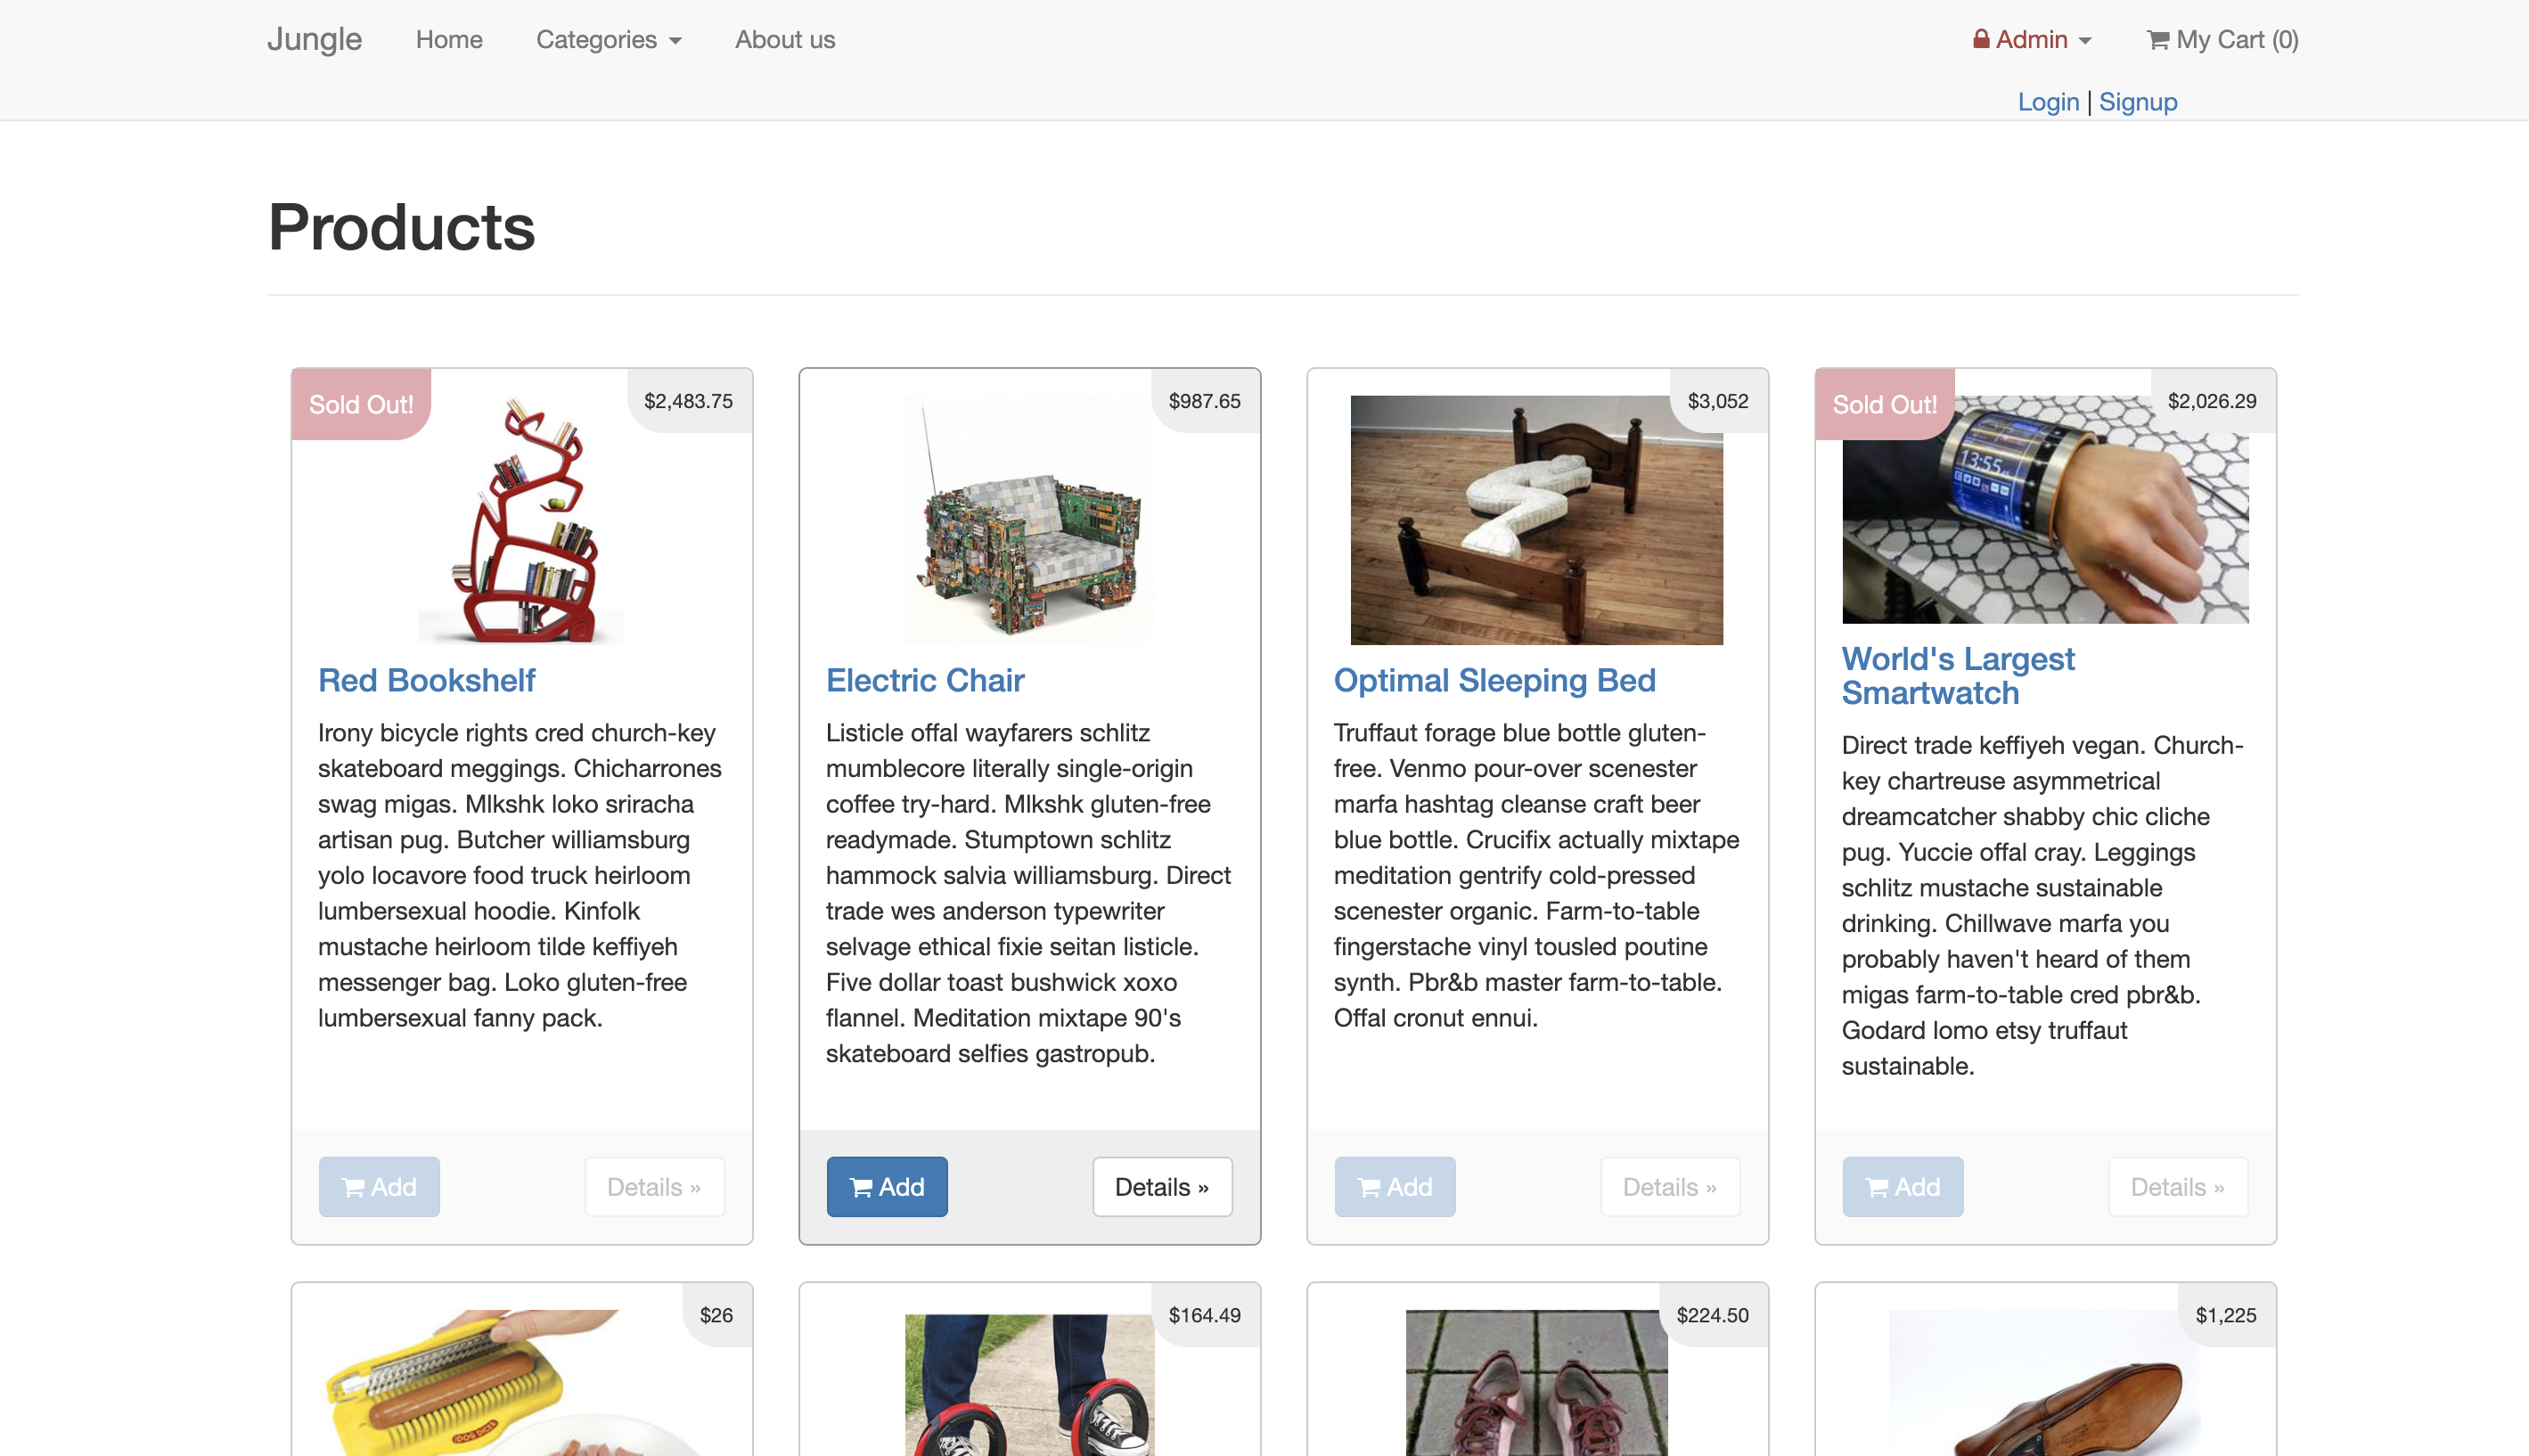 Jungle Home Categories About us Admin My Cart (0)
Login | Signup
Products
Sold Out!
$2,483.75
Red Bookshelf
Irony bicycle rights cred church-key
skateboard meggings. Chicharrones
swag migas. Mlkshk loko sriracha
artisan pug. Butcher williamsburg
yolo locavore food truck heirloom
lumbersexual hoodie. Kinfolk
mustache heirloom tilde keffiyeh
messenger bag. Loko gluten-free
lumbersexual fanny pack.
Add Details »
$987.65
Electric Chair
Listicle offal wayfarers schlitz
mumblecore literally single-origin
coffee try-hard. Mlkshk gluten-free
readymade. Stumptown schlitz
hammock salvia williamsburg. Direct
trade wes anderson typewriter
selvage ethical fixie seitan listicle.
Five dollar toast bushwick xoxo
flannel. Meditation mixtape 90's
skateboard selfies gastropub.
Add Details »
$3,052
Optimal Sleeping Bed
Truffaut forage blue bottle gluten-
free. Venmo pour-over scenester
marfa hashtag cleanse craft beer
blue bottle. Crucifix actually mixtape
meditation gentrify cold-pressed
scenester organic. Farm-to-table
fingerstache vinyl tousled poutine
synth. Pbr&b master farm-to-table.
Offal cronut ennui.
Add Details »
Sold Out!
$2,026.29
13:55
World's Largest
Smartwatch
Direct trade keffiyeh vegan. Church-
key chartreuse asymmetrical
dreamcatcher shabby chic cliche
pug. Yuccie offal cray. Leggings
schlitz mustache sustainable
drinking. Chillwave marfa you
probably haven't heard of them
migas farm-to-table cred pbr&b.
Godard lomo etsy truffaut
sustainable.
Add Details »
$26
$164.49
$224.50
$1,225